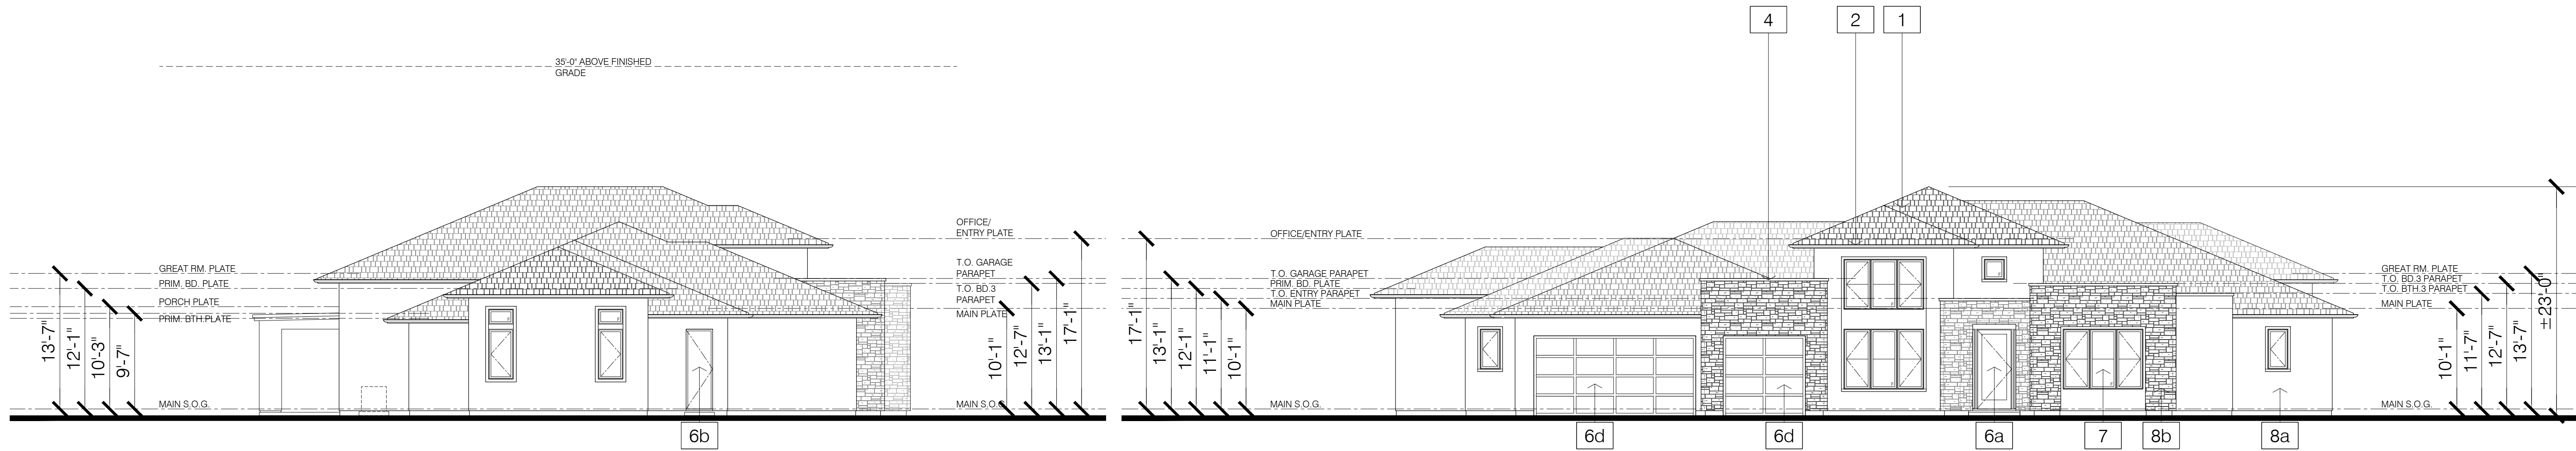 4
2
1
35'-0" ABOVE FINISHED
GRADE
GREAT RM. PLATE
PRIM. BD. PLATE
PORCH PLATE
PRIM. BTH.PLATE
MAIN S.O.G.
13'-7"
12'-1"
10'-3"
9'-7"
OFFICE/
ENTRY PLATE
T.O. GARAGE
PARAPET
T.O. BD.3
PARAPET
MAIN PLATE
MAIN S.O.G.
10'-1"
12'-7"
13'-1"
17'-1"
6b
17'-1"
13'-1"
12'-1"
11'-1"
10'-1"
OFFICE/ENTRY PLATE
T.O. GARAGE PARAPET
PRIM. BD. PLATE
T.O. ENTRY PARAPET
MAIN PLATE
MAIN S.O.G.
GREAT RM. PLATE
T.O. BD.3 PARAPET
T.O. BTH.3 PARAPET
MAIN PLATE
MAIN S.O.G.
10'-1"
11'-7"
12'-7"
13'-7"
±23'-0"
6d
6d
6a
7
8b
8a